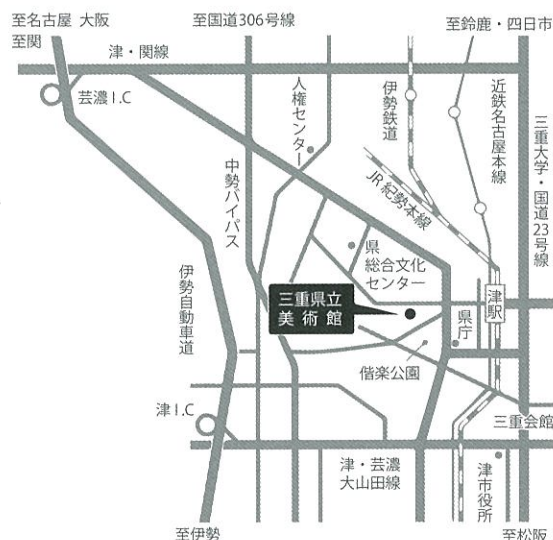 至名古屋 大阪
至関
至国道306号線
至鈴鹿・四日市
津・関線
芸濃I.C
人権センター
伊勢鉄道
近鉄名古屋本線
三重大学・国道23号線
中勢バイパス
JR紀勢本線
県
総合文化
センター
伊勢自動車道
三重県立
美術館
津駅
県庁
偕楽公園
津I.C
三重会館
津・芸濃
大山田線
津市役所
至伊勢
至松阪